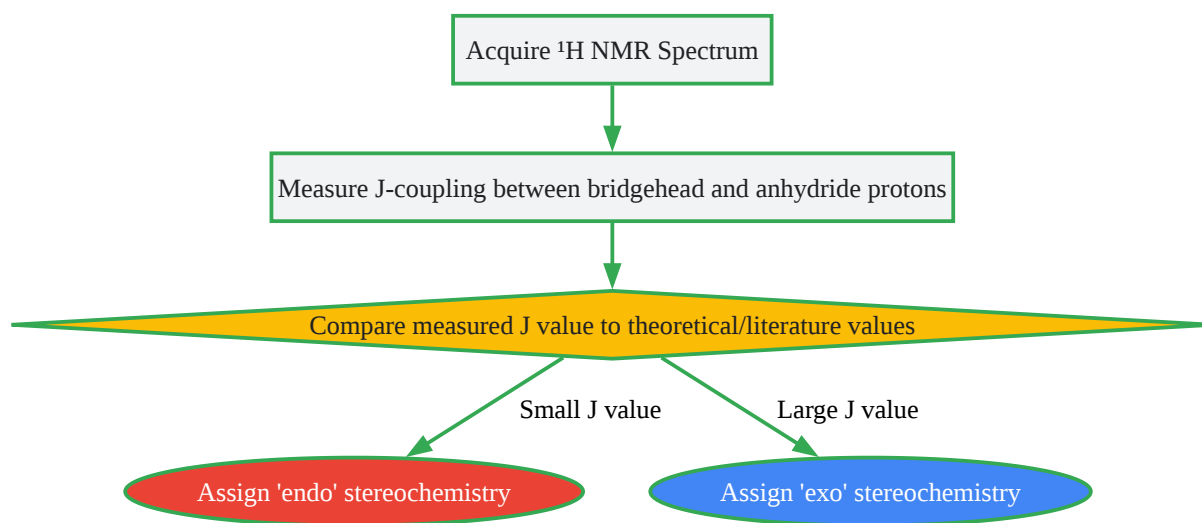 Acquire ¹H NMR Spectrum
Measure J-coupling between bridgehead and anhydride protons
Compare measured J value to theoretical/literature values
Small J value
Large J value
Assign 'endo' stereochemistry
Assign 'exo' stereochemistry